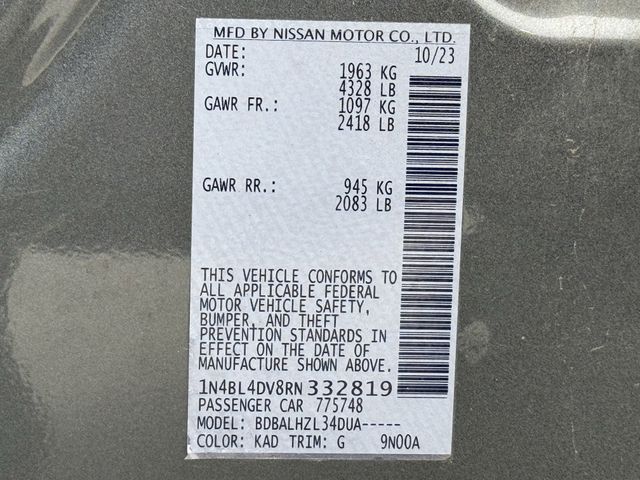 MFD BY NISSAN MOTOR CO., LTD.
DATE: 10/23
GVWR: 1963 KG
4328 LB
GAWR FR.: 1097 KG
2418 LB
GAWR RR.: 945 KG
2083 LB
THIS VEHICLE CONFORMS TO
ALL APPLICABLE FEDERAL
MOTOR VEHICLE SAFETY,
BUMPER, AND THEFT
PREVENTION STANDARDS IN
EFFECT ON THE DATE OF
MANUFACTURE SHOWN ABOVE.
1N4BL4DV8RN332819
PASSENGER CAR 775748
MODEL: BDBALHZL34DUA-----
COLOR: KAD TRIM: G 9N00A